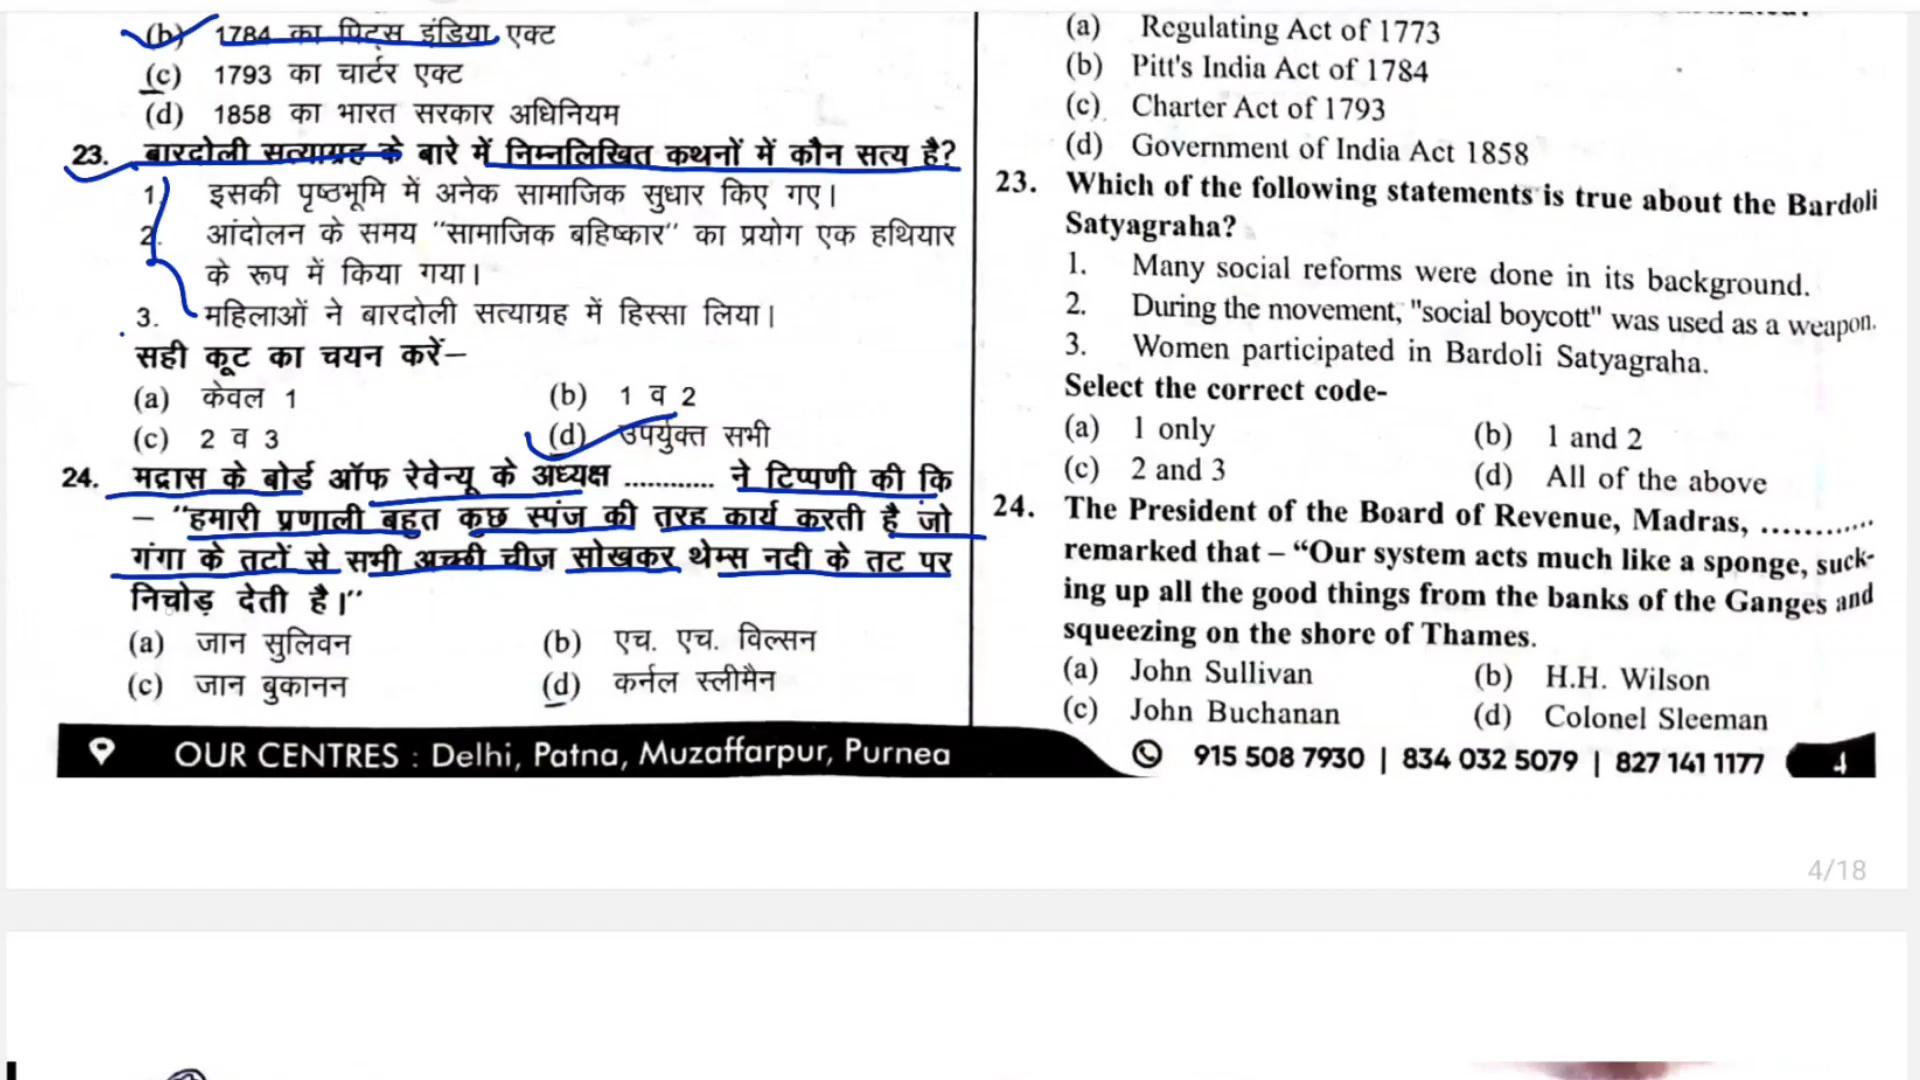 (b) 1784 का पिट्स इंडिया एक्ट
(c) 1793 का चार्टर एक्ट
(d) 1858 का भारत सरकार अधिनियम
23. बारदोली सत्याग्रह के बारे में निम्नलिखित कथनों में कौन सत्य है?
1. इसकी पृष्ठभूमि में अनेक सामाजिक सुधार किए गए।
2. आंदोलन के समय "सामाजिक बहिष्कार" का प्रयोग एक हथियार
के रूप में किया गया।
3. महिलाओं ने बारदोली सत्याग्रह में हिस्सा लिया।
सही कूट का चयन करें–
(a) केवल 1 (b) 1 व 2
(c) 2 व 3 (d) उपर्युक्त सभी
24. मद्रास के बोर्ड ऑफ रेवेन्यू के अध्यक्ष ............ ने टिप्पणी की कि
– "हमारी प्रणाली बहुत कुछ स्पंज की तरह कार्य करती है जो
गंगा के तटों से सभी अच्छी चीज सोखकर थेम्स नदी के तट पर
निचोड़ देती है।"
(a) जान सुलिवन (b) एच. एच. विल्सन
(c) जान बुकानन (d) कर्नल स्लीमैन
(a) Regulating Act of 1773
(b) Pitt's India Act of 1784
(c) Charter Act of 1793
(d) Government of India Act 1858
23. Which of the following statements is true about the Bardoli
Satyagraha?
1. Many social reforms were done in its background.
2. During the movement, "social boycott" was used as a weapon.
3. Women participated in Bardoli Satyagraha.
Select the correct code-
(a) 1 only (b) 1 and 2
(c) 2 and 3 (d) All of the above
24. The President of the Board of Revenue, Madras, ............
remarked that – “Our system acts much like a sponge, suck-
ing up all the good things from the banks of the Ganges and
squeezing on the shore of Thames.
(a) John Sullivan (b) H.H. Wilson
(c) John Buchanan (d) Colonel Sleeman
OUR CENTRES : Delhi, Patna, Muzaffarpur, Purnea
915 508 7930 | 834 032 5079 | 827 141 1177 4
4/18